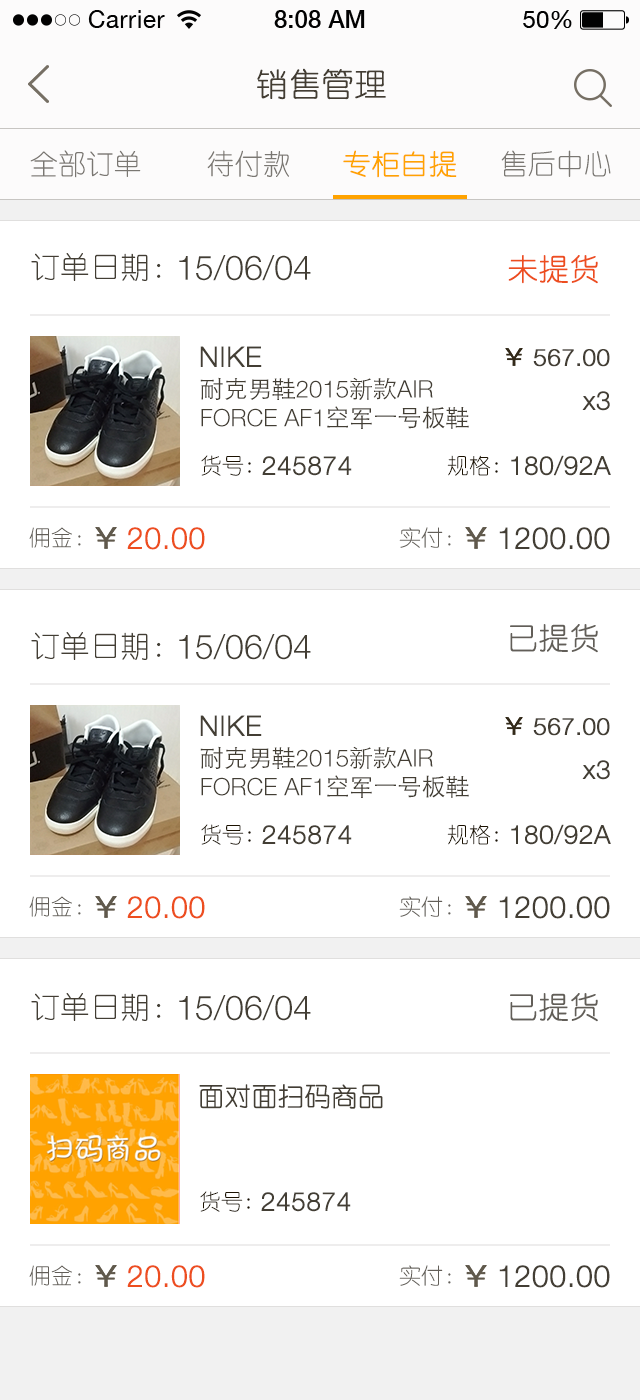 Carrier 8:08 AM 50%
销售管理
全部订单 待付款 专柜自提 售后中心
订单日期：15/06/04 未提货
NIKE ¥ 567.00
耐克男鞋2015新款AIR
FORCE AF1空军一号板鞋
x3
货号：245874 规格：180/92A
佣金：¥ 20.00 实付：¥ 1200.00
订单日期：15/06/04 已提货
NIKE ¥ 567.00
耐克男鞋2015新款AIR
FORCE AF1空军一号板鞋
x3
货号：245874 规格：180/92A
佣金：¥ 20.00 实付：¥ 1200.00
订单日期：15/06/04 已提货
扫码商品
面对面扫码商品
货号：245874
佣金：¥ 20.00 实付：¥ 1200.00